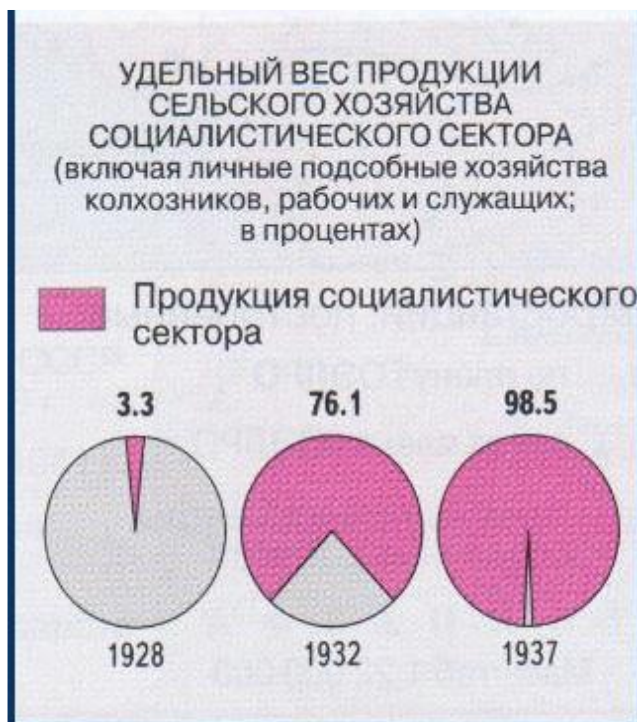 УДЕЛЬНЫЙ ВЕС ПРОДУКЦИИ
СЕЛЬСКОГО ХОЗЯЙСТВА
СОЦИАЛИСТИЧЕСКОГО СЕКТОРА
(включая личные подсобные хозяйства
колхозников, рабочих и служащих;
в процентах)
Продукция социалистического
сектора
3.3 76.1 98.5
1928 1932 1937